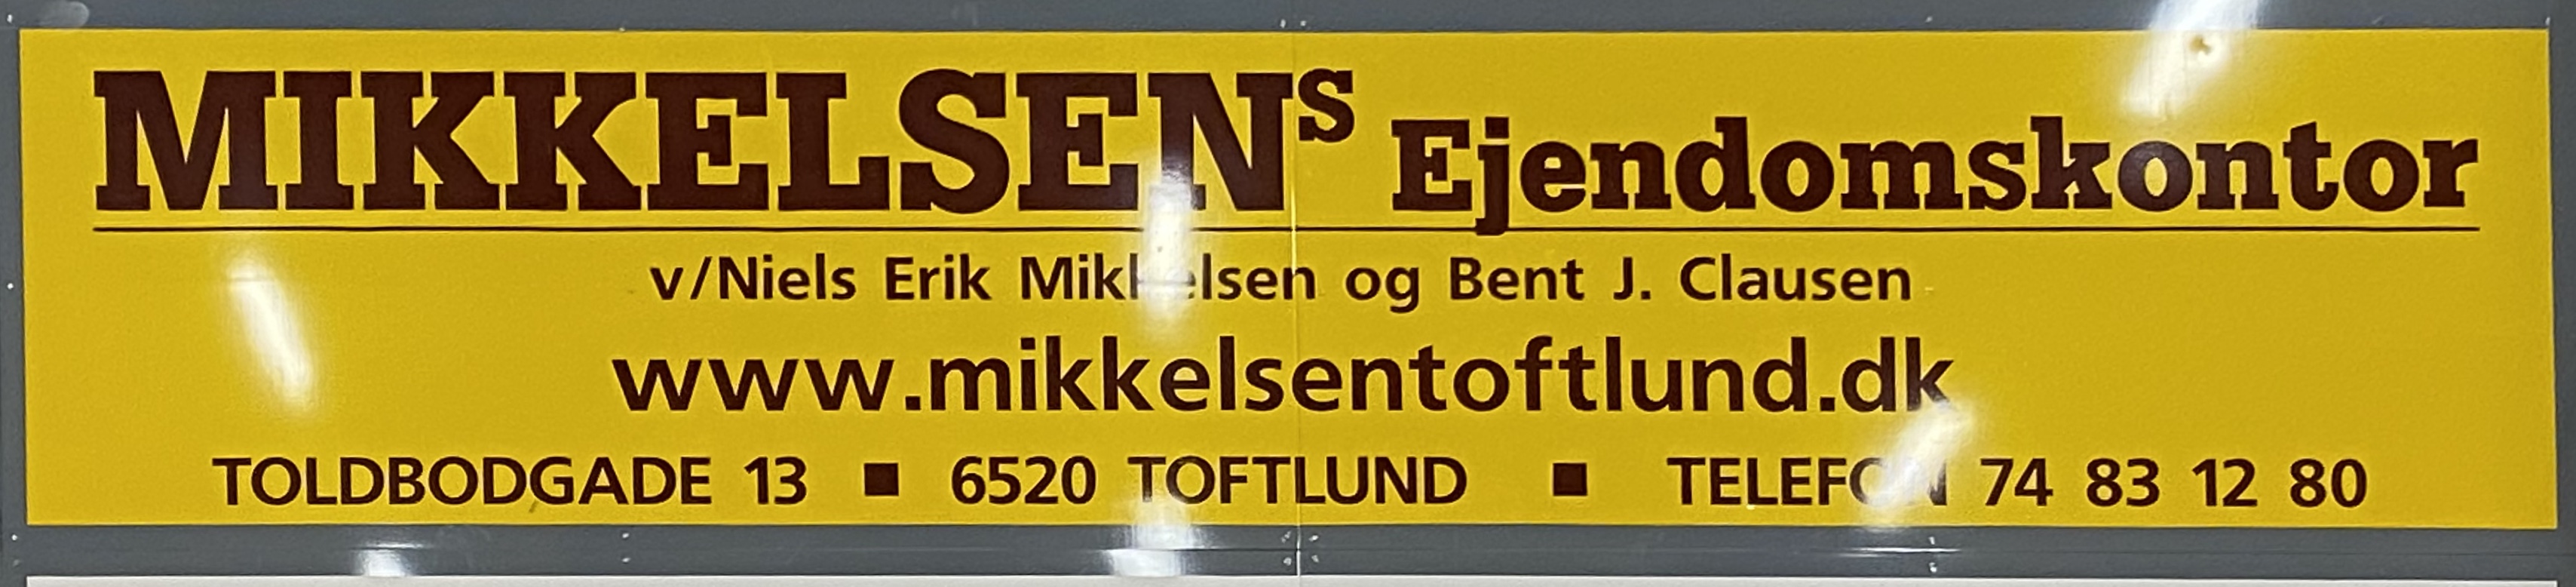 MIKKELSENS Ejendomskontor
v/Niels Erik Mikkelsen og Bent J. Clausen
www.mikkelsentoftlund.dk
TOLDBODGADE 13 ■ 6520 TOFTLUND ■ TELEFON 74 83 12 80